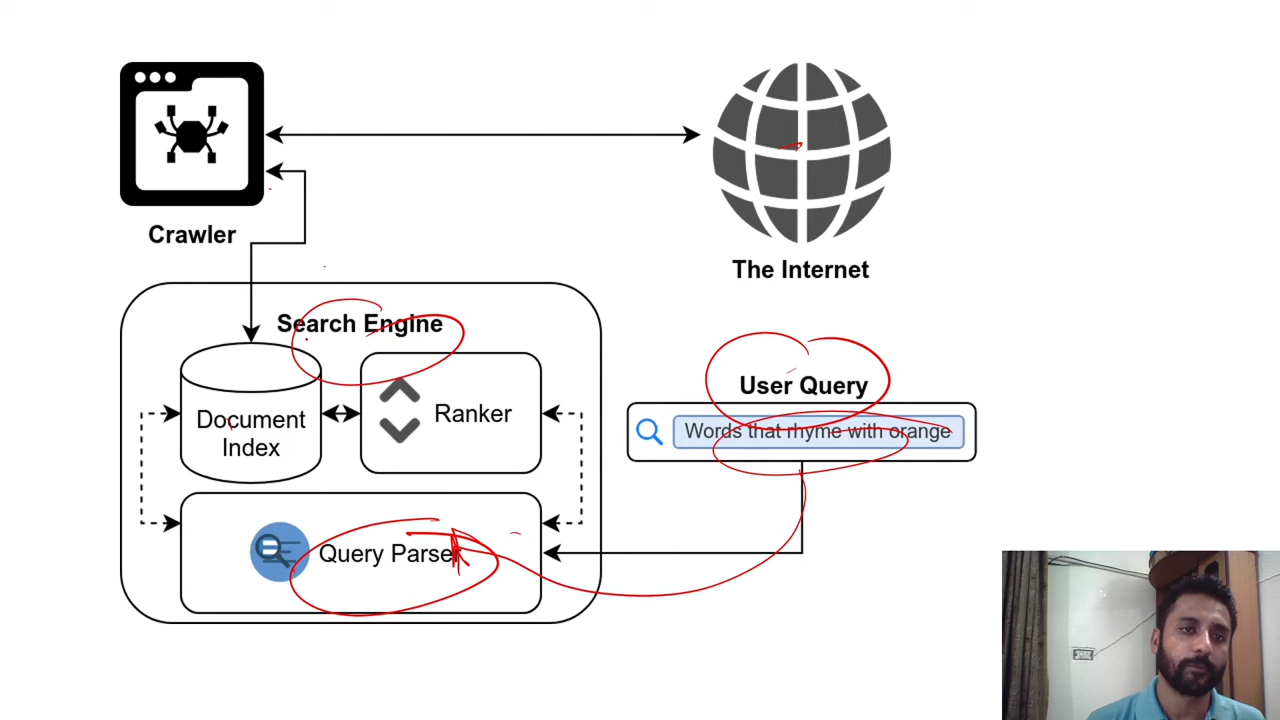 Crawler
The Internet
Search Engine
Document
Index
Ranker
Query Parser
User Query
Words that rhyme with orange